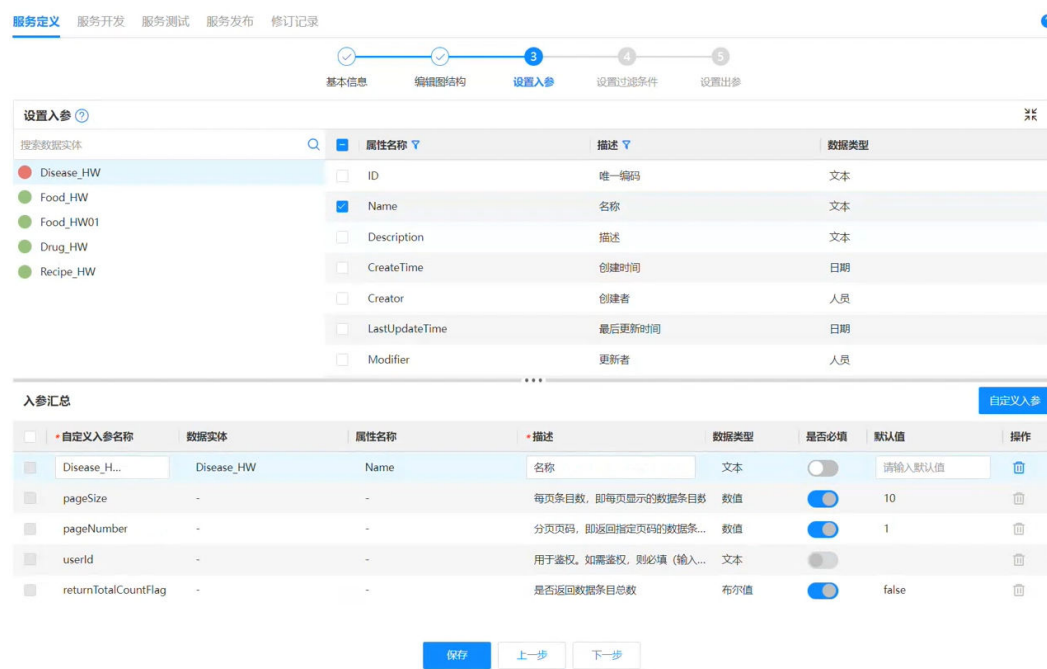 服务定义 服务开发 服务测试 服务发布 修订记录
3 4 5
基本信息 编辑图结构 设置入参 设置过滤条件 设置出参
设置入参 ?
搜索数据实体 属性名称 描述 数据类型
Disease_HW ID 唯一编码 文本
Food_HW Name 名称 文本
Food_HW01 Description 描述 文本
Drug_HW CreateTime 创建时间 日期
Recipe_HW Creator 创建者 人员
LastUpdateTime 最后更新时间 日期
Modifier 更新者 人员
入参汇总 自定义入参
*自定义入参名称 数据实体 属性名称 *描述 数据类型 是否必填 默认值 操作
Disease_H... Disease_HW Name 名称 文本 请输入默认值
pageSize - - 每页条目数，即每页显示的数据条目数 数值 10
pageNumber - - 分页页码，即返回指定页码的数据条... 数值 1
userId - - 用于鉴权。如需鉴权，则必填（输入... 文本
returnTotalCountFlag - - 是否返回数据条目总数 布尔值 false
保存 上一步 下一步